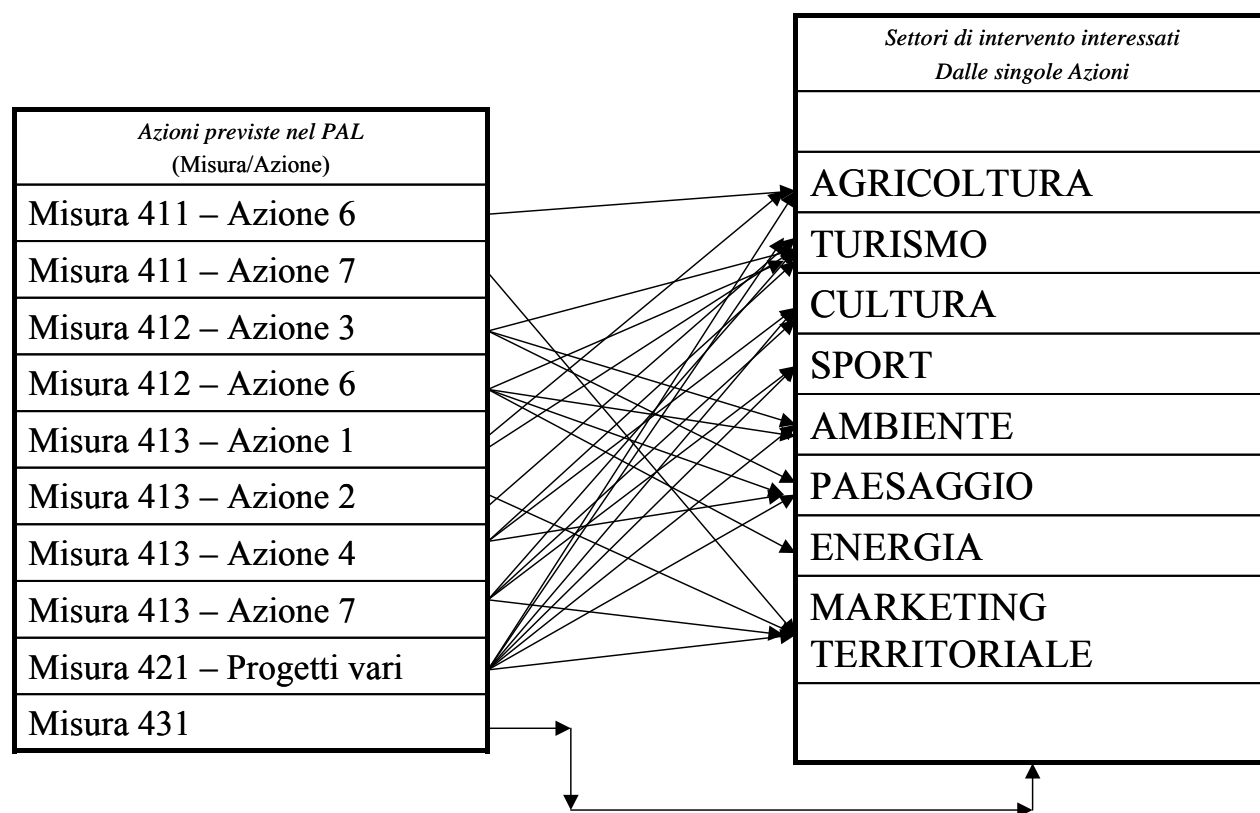 Azioni previste nel PAL
(Misura/Azione)
Misura 411 – Azione 6
Misura 411 – Azione 7
Misura 412 – Azione 3
Misura 412 – Azione 6
Misura 413 – Azione 1
Misura 413 – Azione 2
Misura 413 – Azione 4
Misura 413 – Azione 7
Misura 421 – Progetti vari
Misura 431
Settori di intervento interessati
Dalle singole Azioni
AGRICOLTURA
TURISMO
CULTURA
SPORT
AMBIENTE
PAESAGGIO
ENERGIA
MARKETING
TERRITORIALE